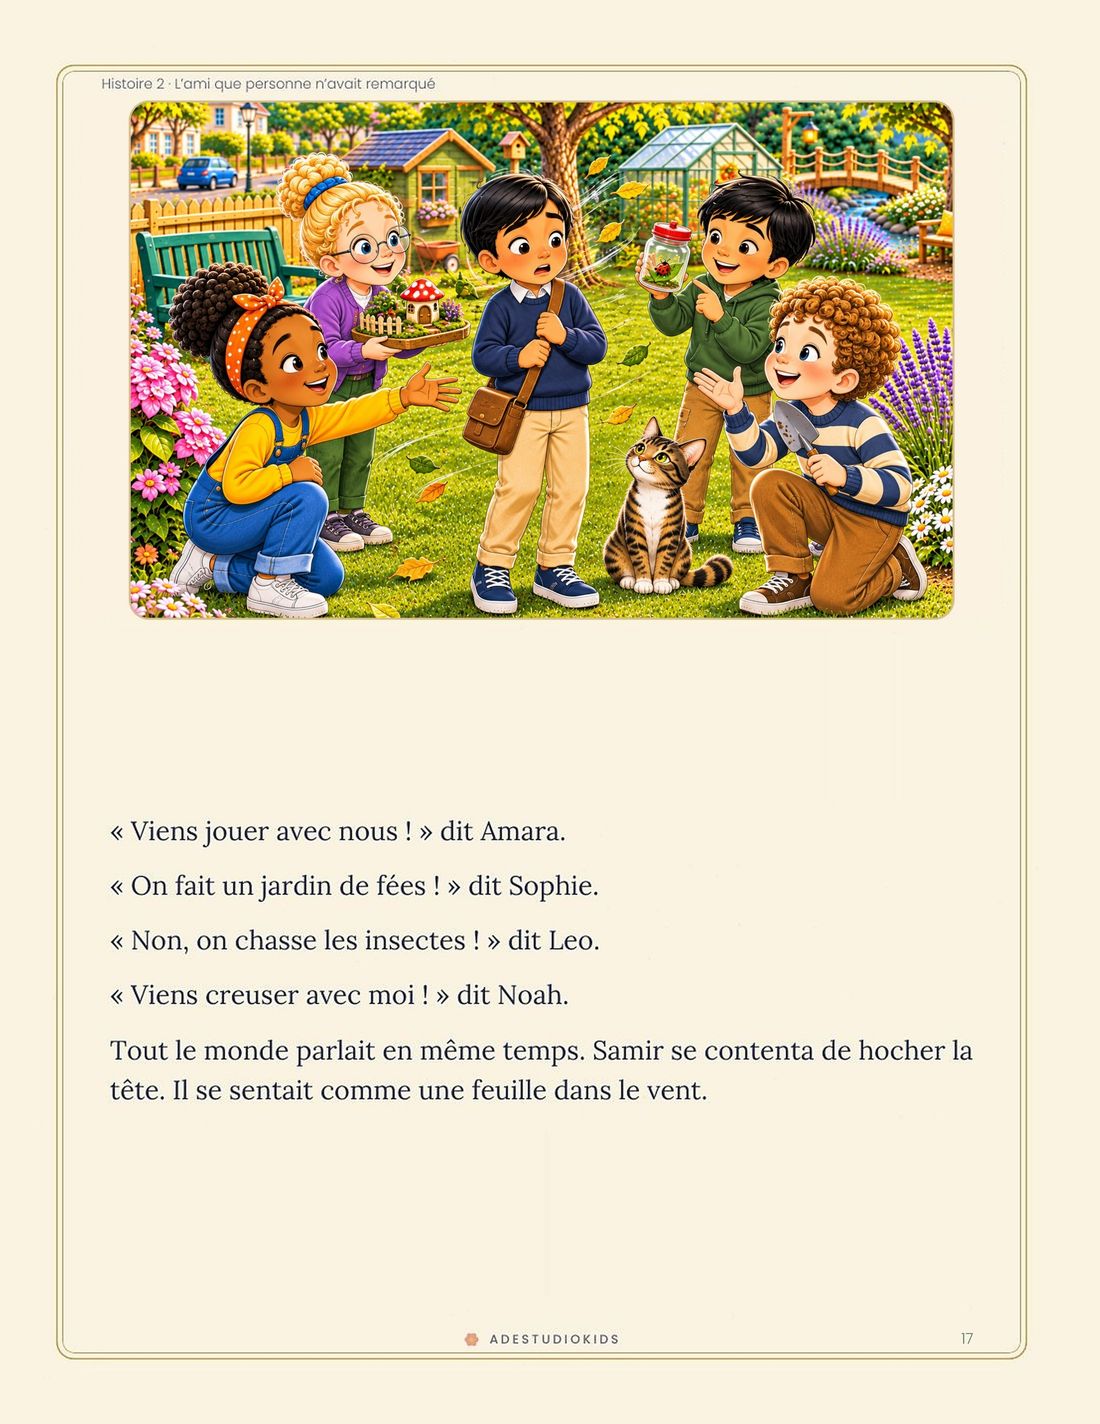 Histoire 2 · L’ami que personne n’avait remarqué
« Viens jouer avec nous ! » dit Amara.
« On fait un jardin de fées ! » dit Sophie.
« Non, on chasse les insectes ! » dit Leo.
« Viens creuser avec moi ! » dit Noah.
Tout le monde parlait en même temps. Samir se contenta de hocher la
tête. Il se sentait comme une feuille dans le vent.
ADESTUDIOKIDS
17